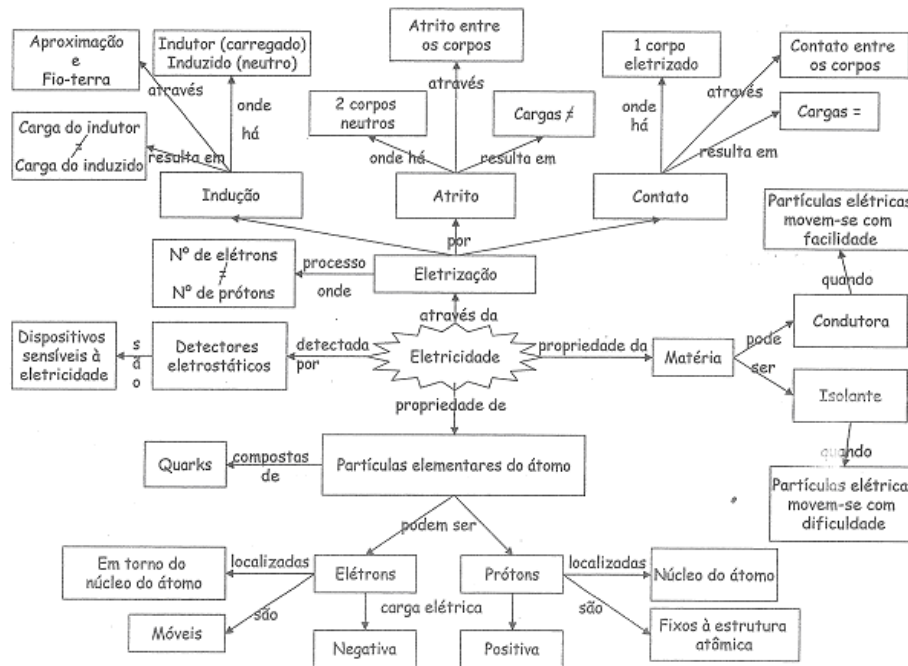 Aproximação
e
Fio-terra
Indutor (carregado)
Induzido (neutro)
Atrito entre
os corpos
1 corpo
eletrizado
Contato entre
os corpos
através
onde
há
através
onde
há
através
Carga do indutor
≠
Carga do induzido
2 corpos
neutros
Cargas ≠
Cargas =
resulta em
onde há
resulta em
resulta em
Indução
Atrito
Contato
Partículas elétricas
movem-se com
facilidade
por
Nº de elétrons
≠
Nº de prótons
processo
onde
Eletrização
quando
através da
Condutora
Dispositivos
sensíveis à
eletricidade
são
Detectores
eletrostáticos
detectada
por
Eletricidade
propriedade da
Matéria
pode
ser
Isolante
propriedade de
quando
Quarks
compostas
de
Partículas elementares do átomo
Partículas elétrica
movem-se com
dificuldade
podem ser
Em torno do
núcleo do átomo
localizadas
Elétrons
Prótons
localizadas
Núcleo do átomo
Móveis
são
carga elétrica
são
Fixos à estrutura
atômica
Negativa
Positiva